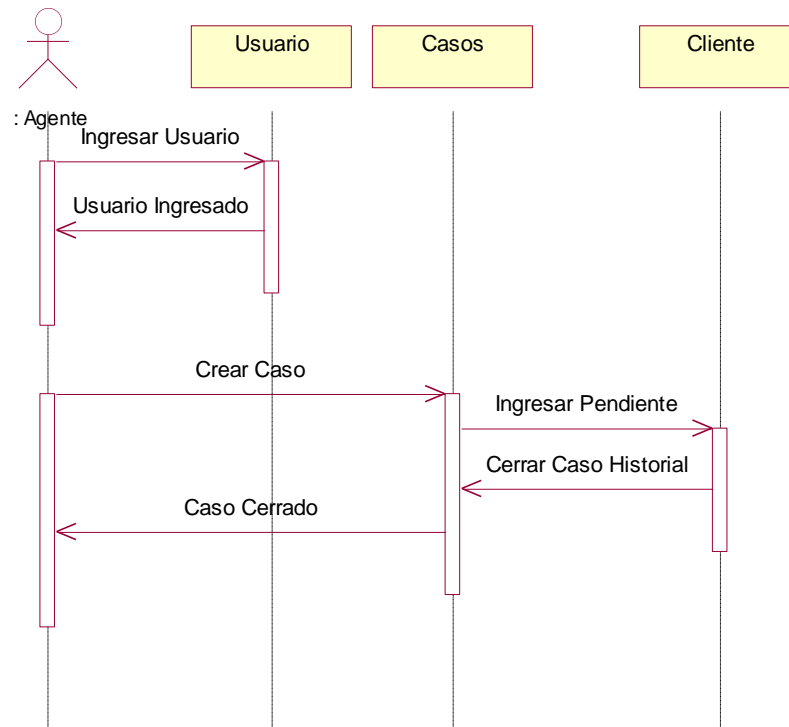 Usuario
Casos
Cliente
: Agente
Ingresar Usuario
Usuario Ingresado
Crear Caso
Ingresar Pendiente
Cerrar Caso Historial
Caso Cerrado